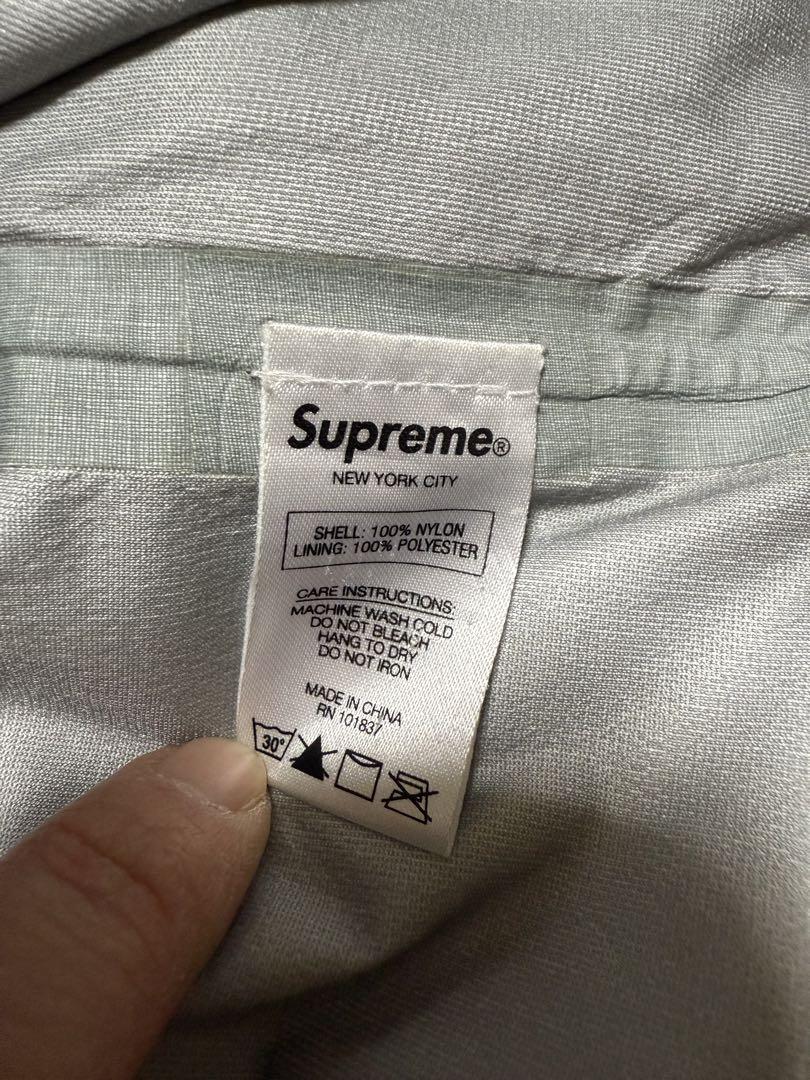 Supreme®
NEW YORK CITY
SHELL: 100% NYLON
LINING: 100% POLYESTER
CARE INSTRUCTIONS:
MACHINE WASH COLD
DO NOT BLEACH
HANG TO DRY
DO NOT IRON
MADE IN CHINA
RN 101837
30°